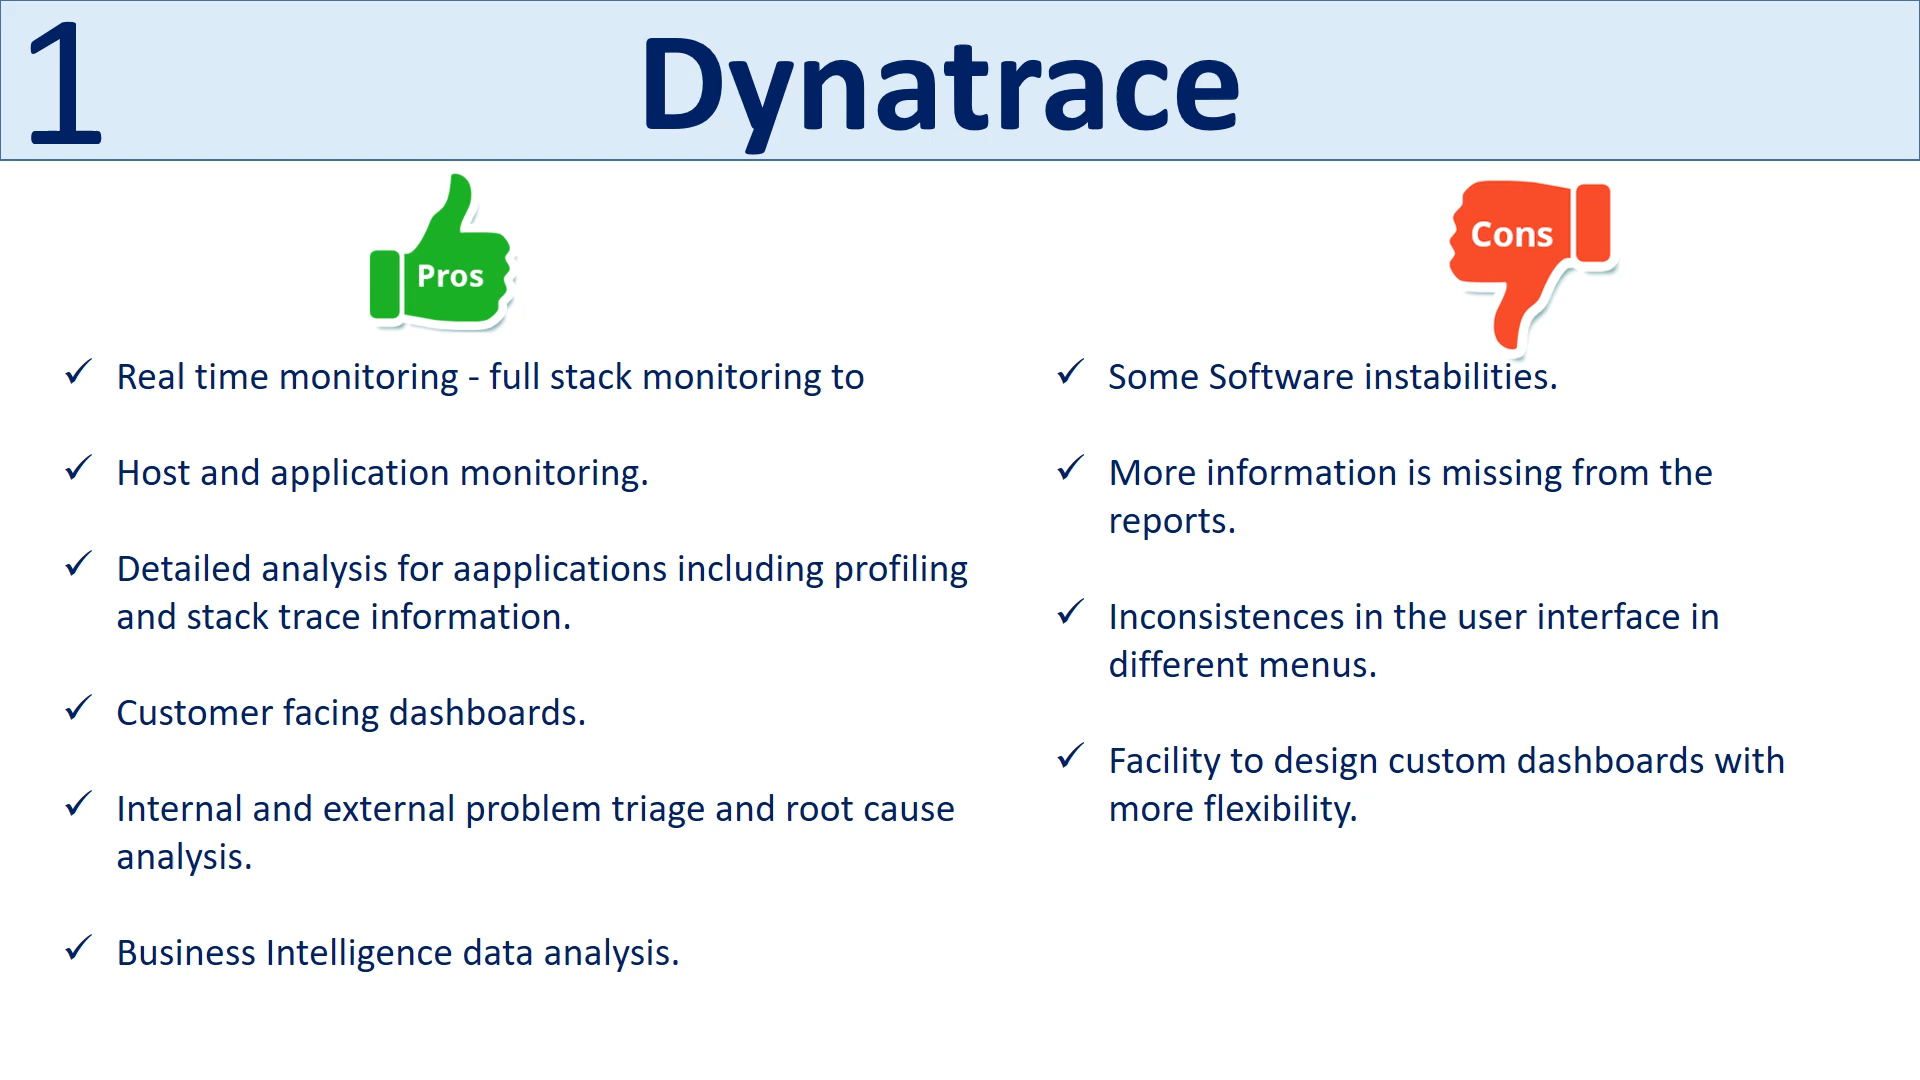 1
Dynatrace
Pros
Real time monitoring - full stack monitoring to
Host and application monitoring.
Detailed analysis for aapplications including profiling
and stack trace information.
Customer facing dashboards.
Internal and external problem triage and root cause
analysis.
Business Intelligence data analysis.
Cons
Some Software instabilities.
More information is missing from the
reports.
Inconsistences in the user interface in
different menus.
Facility to design custom dashboards with
more flexibility.